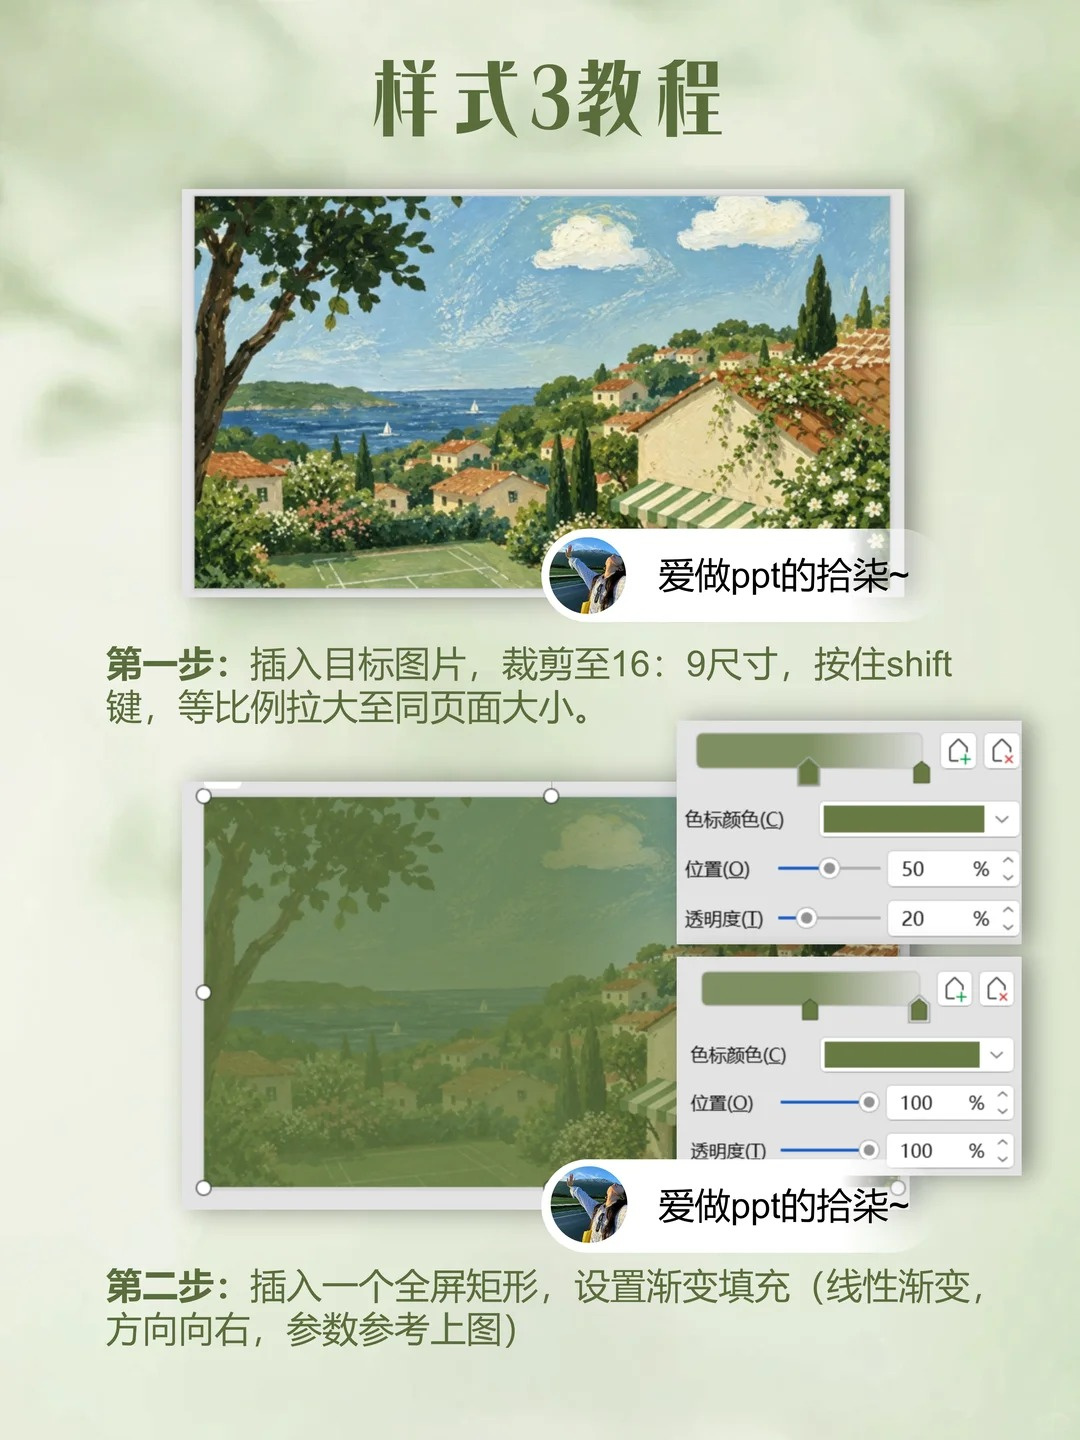 样式3教程
爱做ppt的拾柒~
第一步：插入目标图片，裁剪至16：9尺寸，按住shift
键，等比例拉大至同页面大小。
色标颜色(C)
位置(O) 50 %
透明度(T) 20 %
色标颜色(C)
位置(O) 100 %
透明度(T) 100 %
爱做ppt的拾柒~
第二步：插入一个全屏矩形，设置渐变填充（线性渐变，
方向向右，参数参考上图）